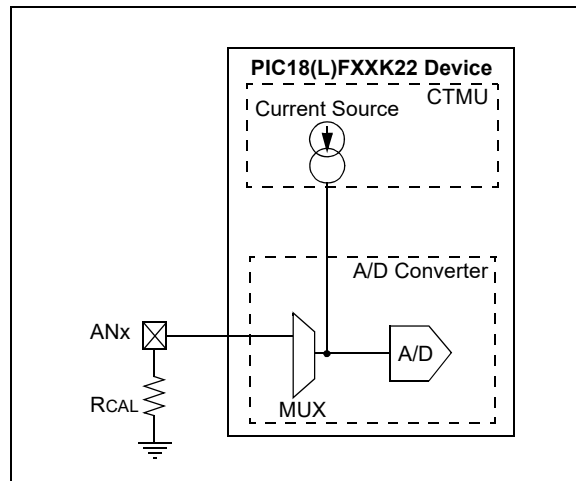 PIC18(L)FXXK22 Device
CTMU
Current Source
A/D Converter
ANx
A/D
RCAL
MUX